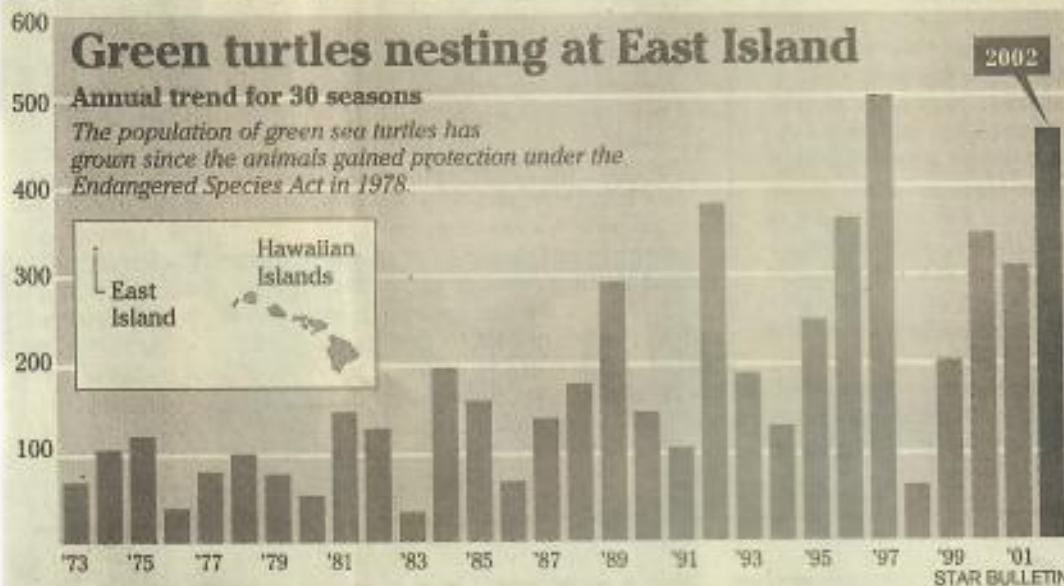 600
Green turtles nesting at East Island
2002
500
Annual trend for 30 seasons
The population of green sea turtles has
grown since the animals gained protection under the
Endangered Species Act in 1978.
400
Hawaiian
Islands
300
East
Island
200
100
'73 '75 '77 '79 '81 '83 '85 '87 '89 '91 '93 '95 '97 '99 '01
STAR BULLETIN